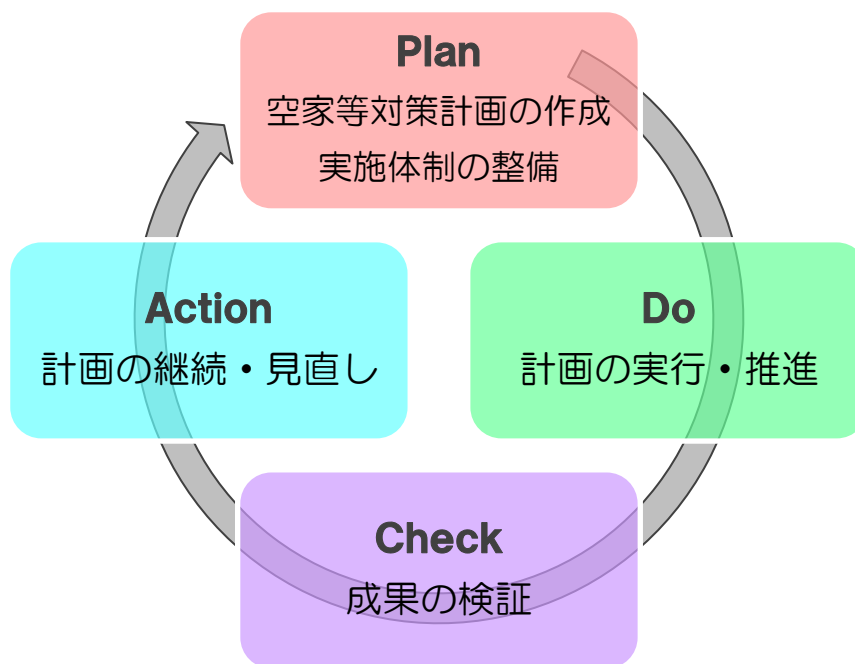 Plan
空家等対策計画の作成
実施体制の整備
Do
計画の実行・推進
Check
成果の検証
Action
計画の継続・見直し